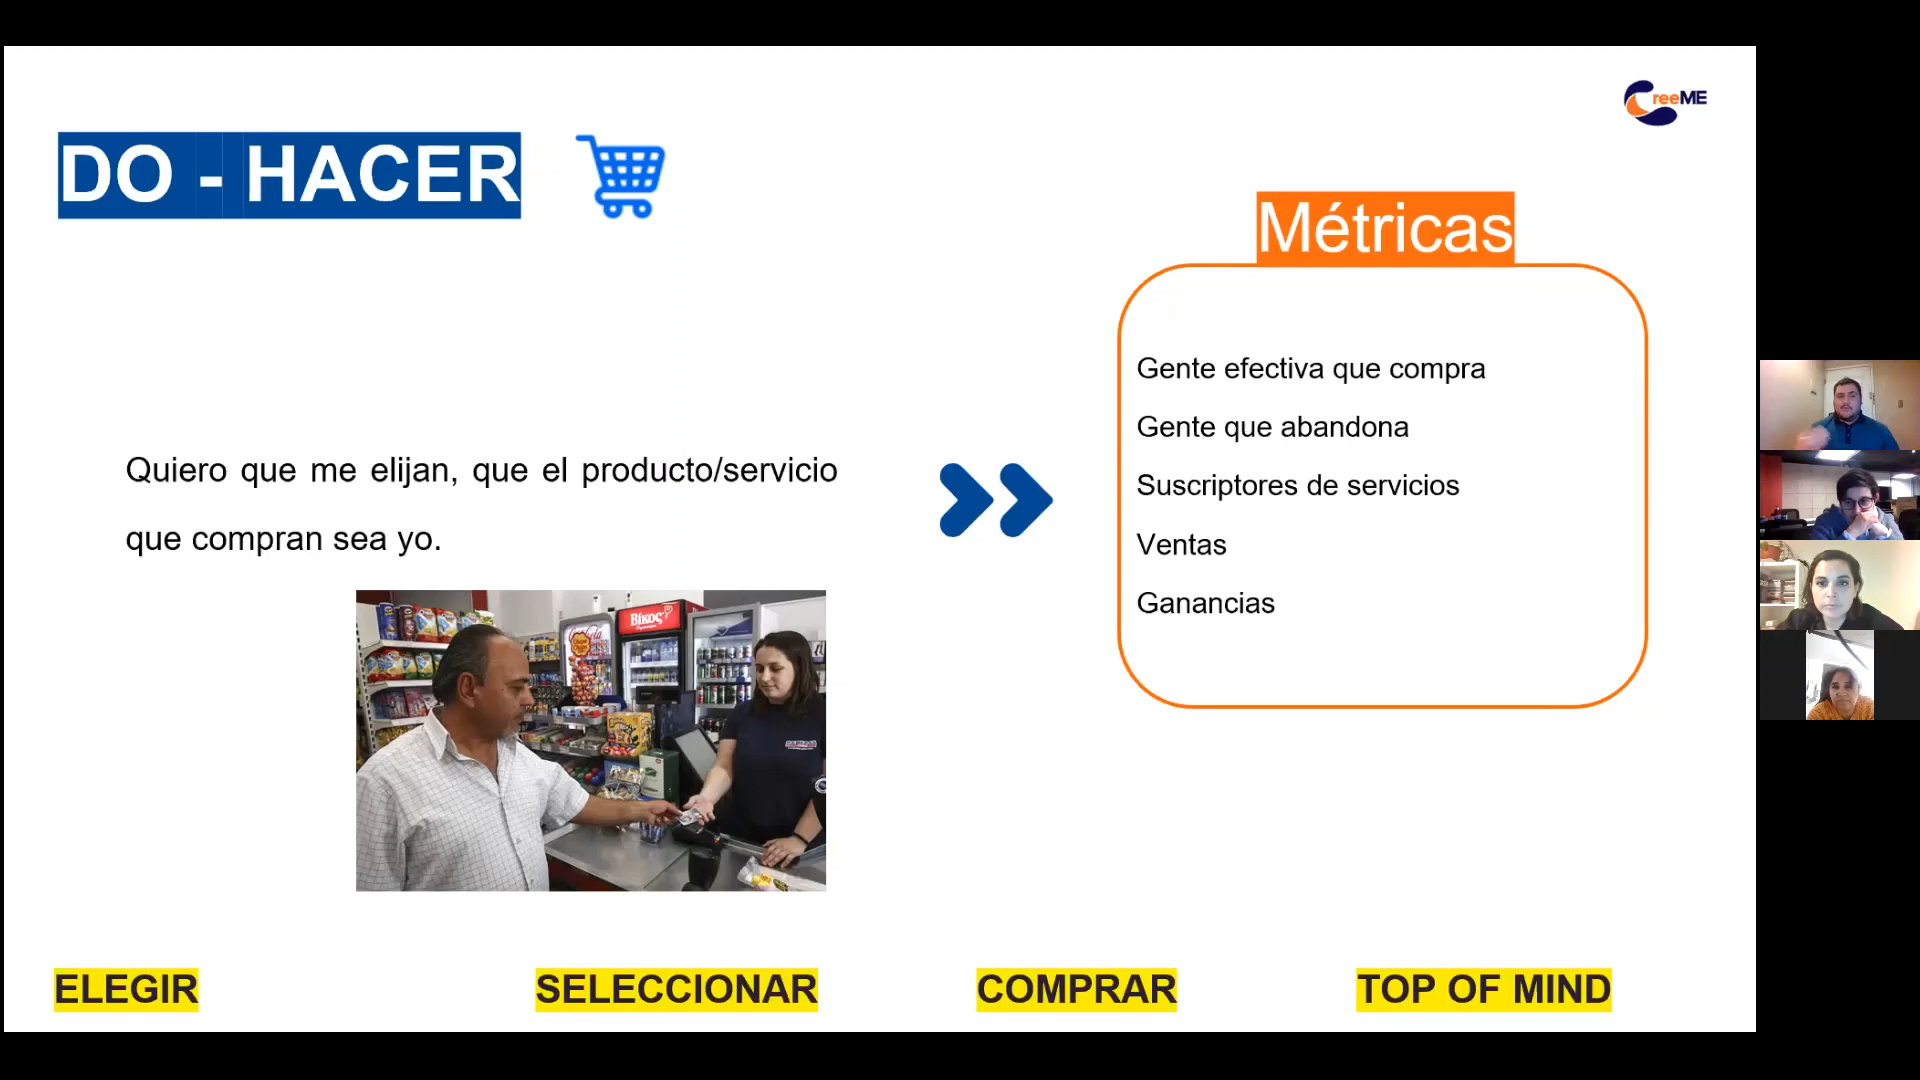 CreeME
DO - HACER
Métricas
Gente efectiva que compra
Gente que abandona
Quiero que me elijan, que el producto/servicio
que compran sea yo.
Suscriptores de servicios
Ventas
Ganancias
Βίκος
ELEGIR
SELECCIONAR
COMPRAR
TOP OF MIND